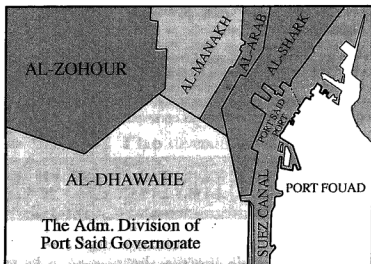 AL-ZOHOUR
AL-MANAKH
AL-ARAB
AL-SHARK
PORT SAID
PORT
AL-DHAWAHE
PORT FOUAD
SUEZ CANAL
The Adm. Division of
Port Said Governorate